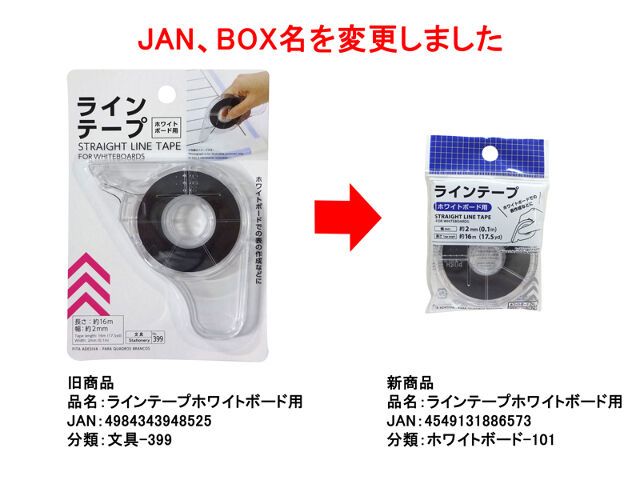 JAN、BOX名を変更しました
ライン
テープ
ホワイト
ボード用
STRAIGHT LINE TAPE
FOR WHITEBOARDS
ホワイトボードでの表の作成などに
長さ：約16m
幅：約2mm
Tape length: 16m (17.5yd)
Width: 2mm (0.1in)
文具
Stationery
No.
399
FITA ADESIVA - PARA QUADROS BRANCOS
ラインテープ
ホワイトボード用
STRAIGHT LINE TAPE
FOR WHITEBOARDS
ホワイトボードでの
表作成などに
幅 約2mm (0.1in)
長さ 約16m (17.5yd)
旧商品
品名：ラインテープホワイトボード用
JAN：4984343948525
分類：文具-399
新商品
品名：ラインテープホワイトボード用
JAN：4549131886573
分類：ホワイトボード-101